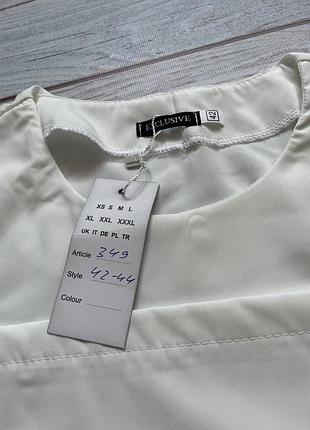 EXCLUSIVE
42
XS S M L
XL XXL XXXL
UK IT DE PL TR
Article 349
Style 42-44
Colour